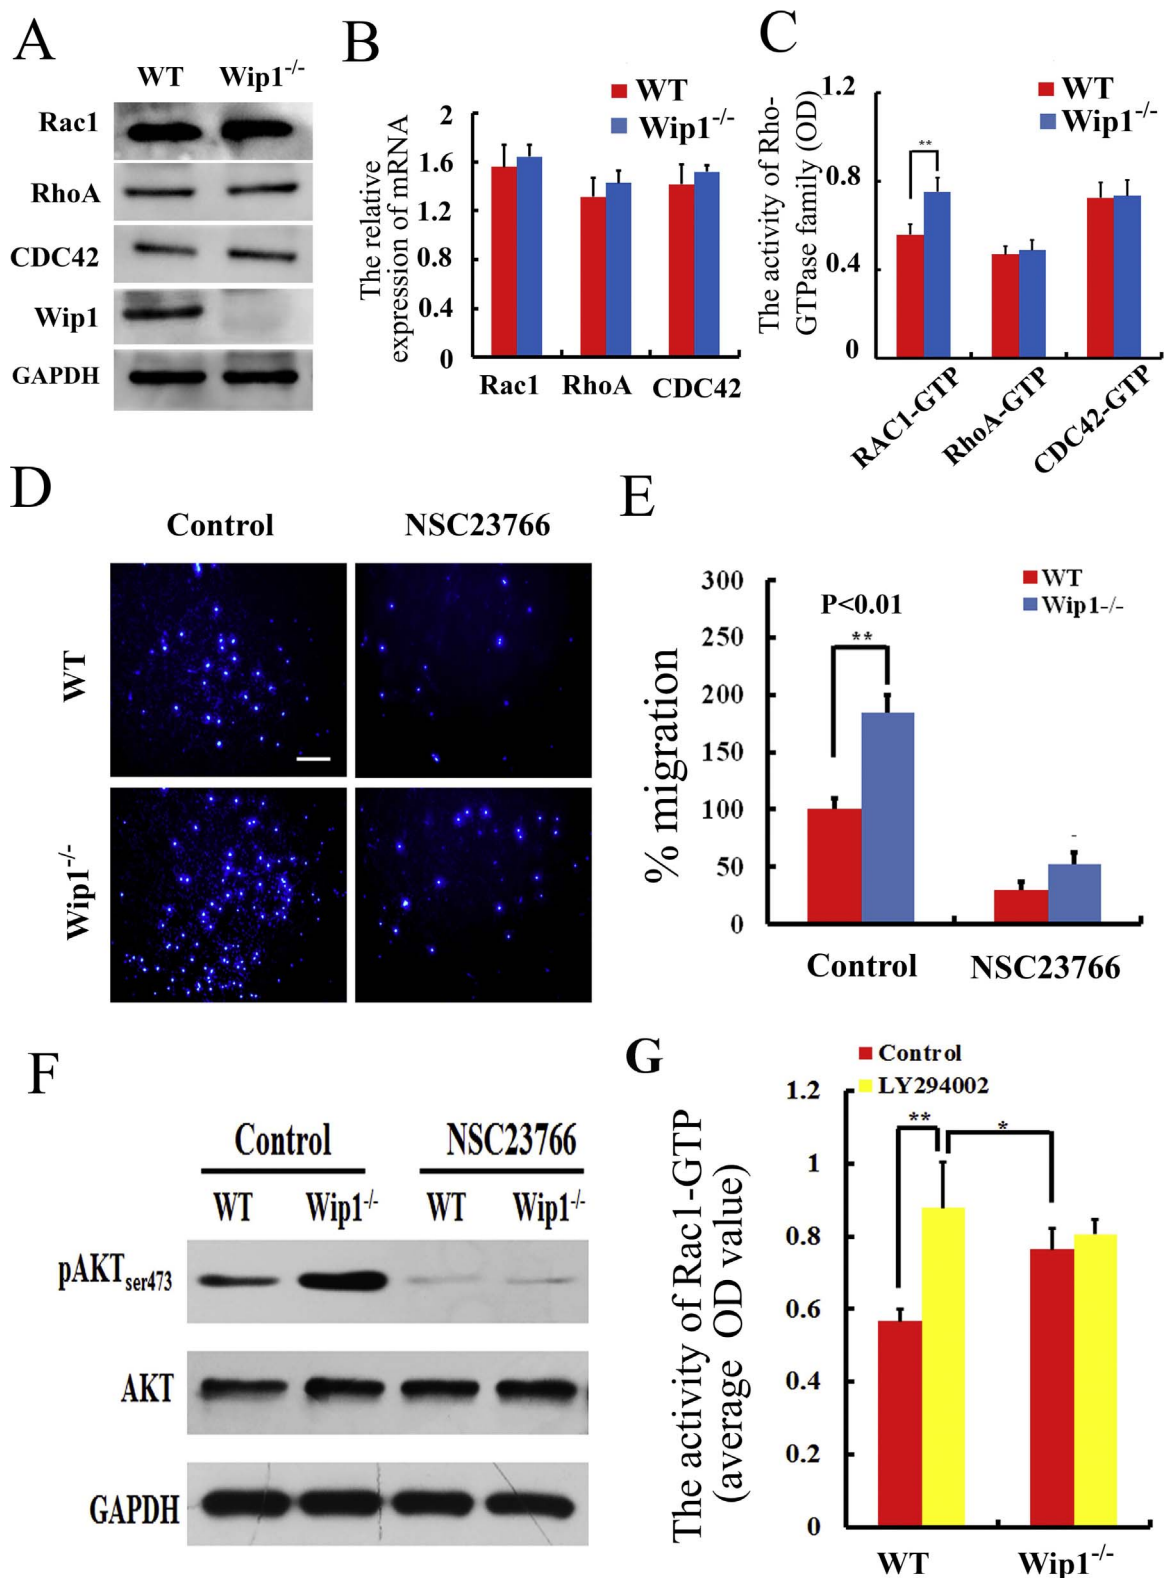 A
WT Wip1-/-
Rac1
RhoA
CDC42
Wip1
GAPDH
B
WT
Wip1-/-
The relative
expression of mRNA
2
1.6
1.2
0.8
0.4
0
Rac1 RhoA CDC42
C
WT
Wip1-/-
The activity of Rho-
GTPase family (OD)
1.2
0.8
0.4
0
**
RAC1-GTP
RhoA-GTP
CDC42-GTP
D
Control NSC23766
WT
Wip1-/-
E
WT
Wip1-/-
% migration
300
250
200
150
100
50
0
P<0.01
**
-
Control NSC23766
F
Control NSC23766
WT Wip1-/- WT Wip1-/-
pAKTser473
AKT
GAPDH
G
Control
LY294002
The activity of Rac1-GTP
(average OD value)
1.2
1
0.8
0.6
0.4
0.2
0
**
*
WT Wip1-/-